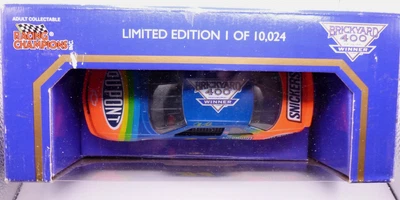 ADULT COLLECTABLE
RACING
CHAMPIONS
LIMITED EDITION 1 OF 10,024
BRICKYARD
400
WINNER
DUPONT
BRICKYARD
400
WINNER
SNICKERS